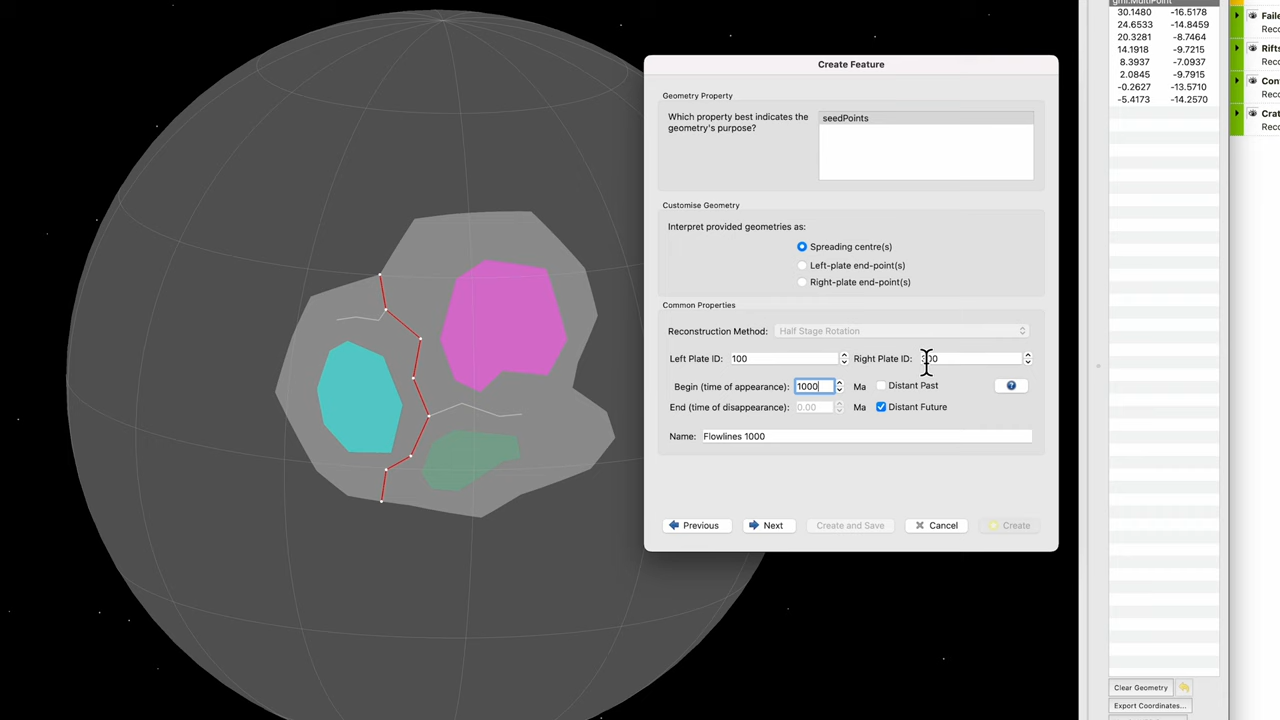 Create Feature
Geometry Property
Which property best indicates the
geometry's purpose?
seedPoints
Customise Geometry
Interpret provided geometries as:
Spreading centre(s)
Left-plate end-point(s)
Right-plate end-point(s)
Common Properties
Reconstruction Method: Half Stage Rotation
Left Plate ID: 100 Right Plate ID:
Begin (time of appearance): 1000 Ma Distant Past
End (time of disappearance): 0.00 Ma Distant Future
Name: Flowlines 1000
Previous Next Create and Save Cancel Create
gml:MultiPoint
30.1480 -16.5178
24.6533 -14.8459
20.3281 -8.7464
14.1918 -9.7215
8.3937 -7.0937
2.0845 -9.7915
-0.2627 -13.5710
-5.4173 -14.2570
Clear Geometry
Export Coordinates...